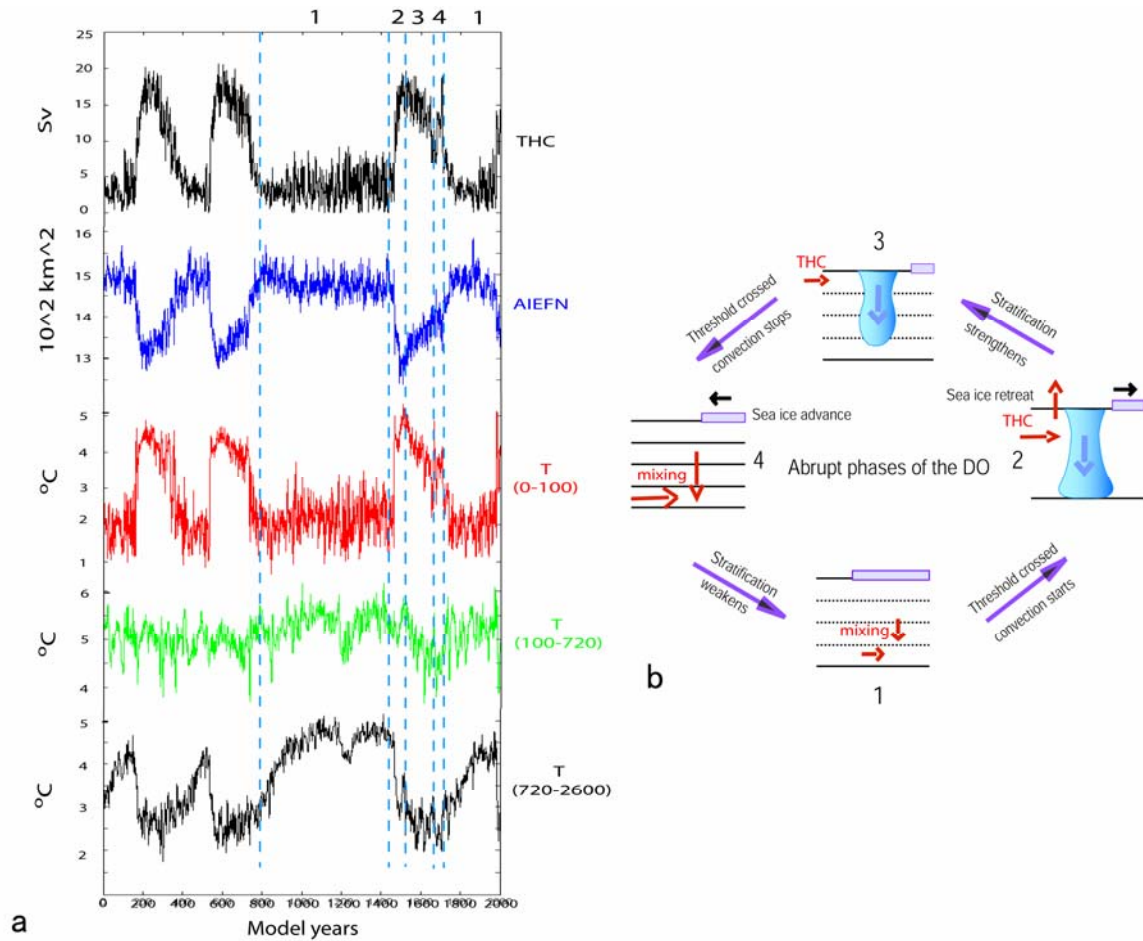 1 2 3 4 1
Sv
20
15
10
5
0
THC
10^2 km^2
16
15
14
13
AIEFN
ºC
5
4
3
2
1
T
(0-100)
ºC
6
5
4
T
(100-720)
ºC
5
3
2
T
(720-2600)
0 200 400 600 800 1000 1200 1400 1600 1800 2000
Model years
a
3
THC
Threshold crossed
convection stops
Stratification
strengthens
Sea ice advance
Sea ice retreat
THC
mixing
4
Abrupt phases of the DO
2
Stratification
weakens
mixing
Threshold crossed
convection starts
1
b